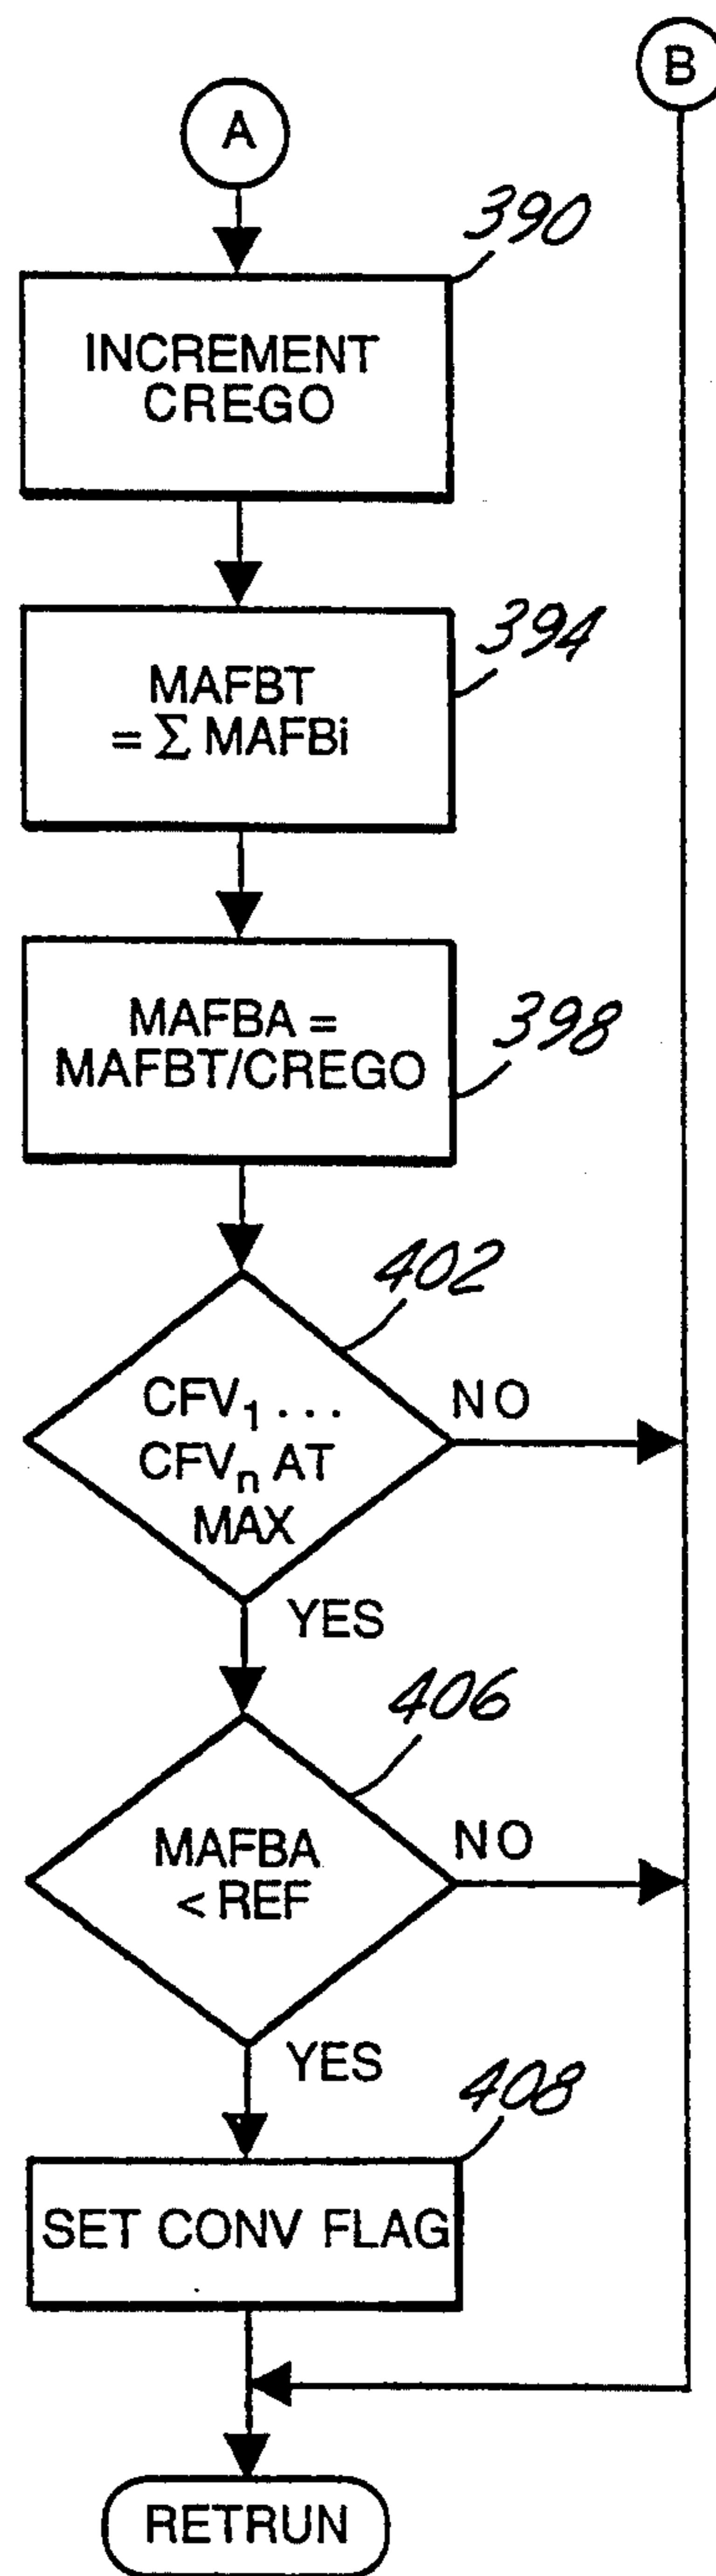 B
A
390
INCREMENT
CREGO
394
MAFBT
= Σ MAFBi
398
MAFBA =
MAFBT/CREGO
402
CFV₁ ...
CFVₙ AT
MAX
NO
YES
406
MAFBA
< REF
NO
YES
408
SET CONV FLAG
RETRUN